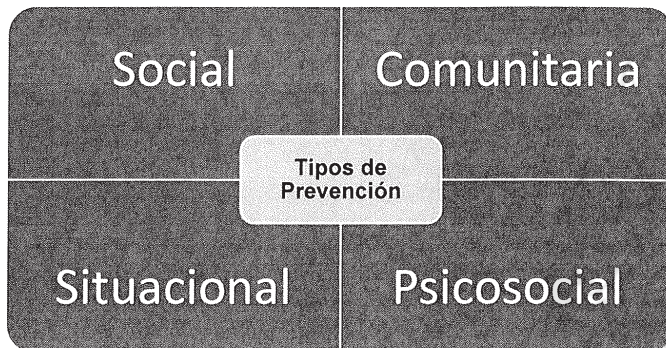 Social
Comunitaria
Tipos de
Prevención
Situacional
Psicosocial